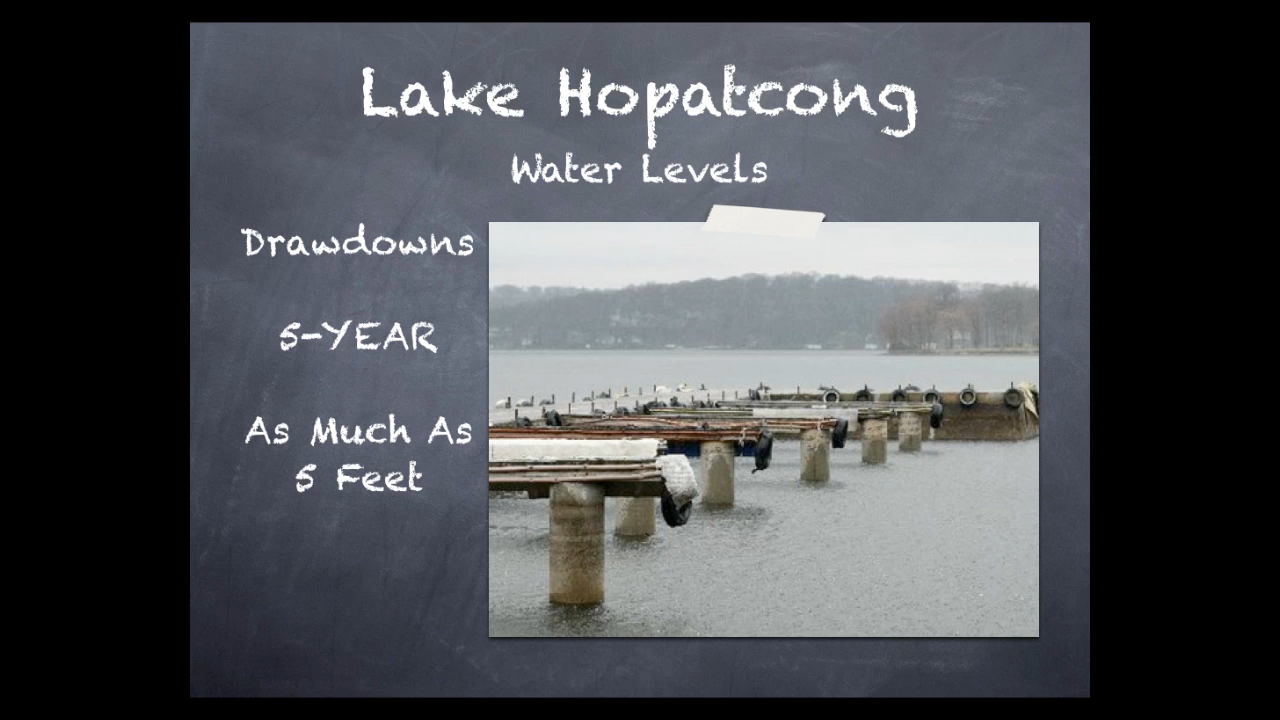 Lake Hopatcong
Water Levels
Drawdowns
5-YEAR
As Much As
5 Feet